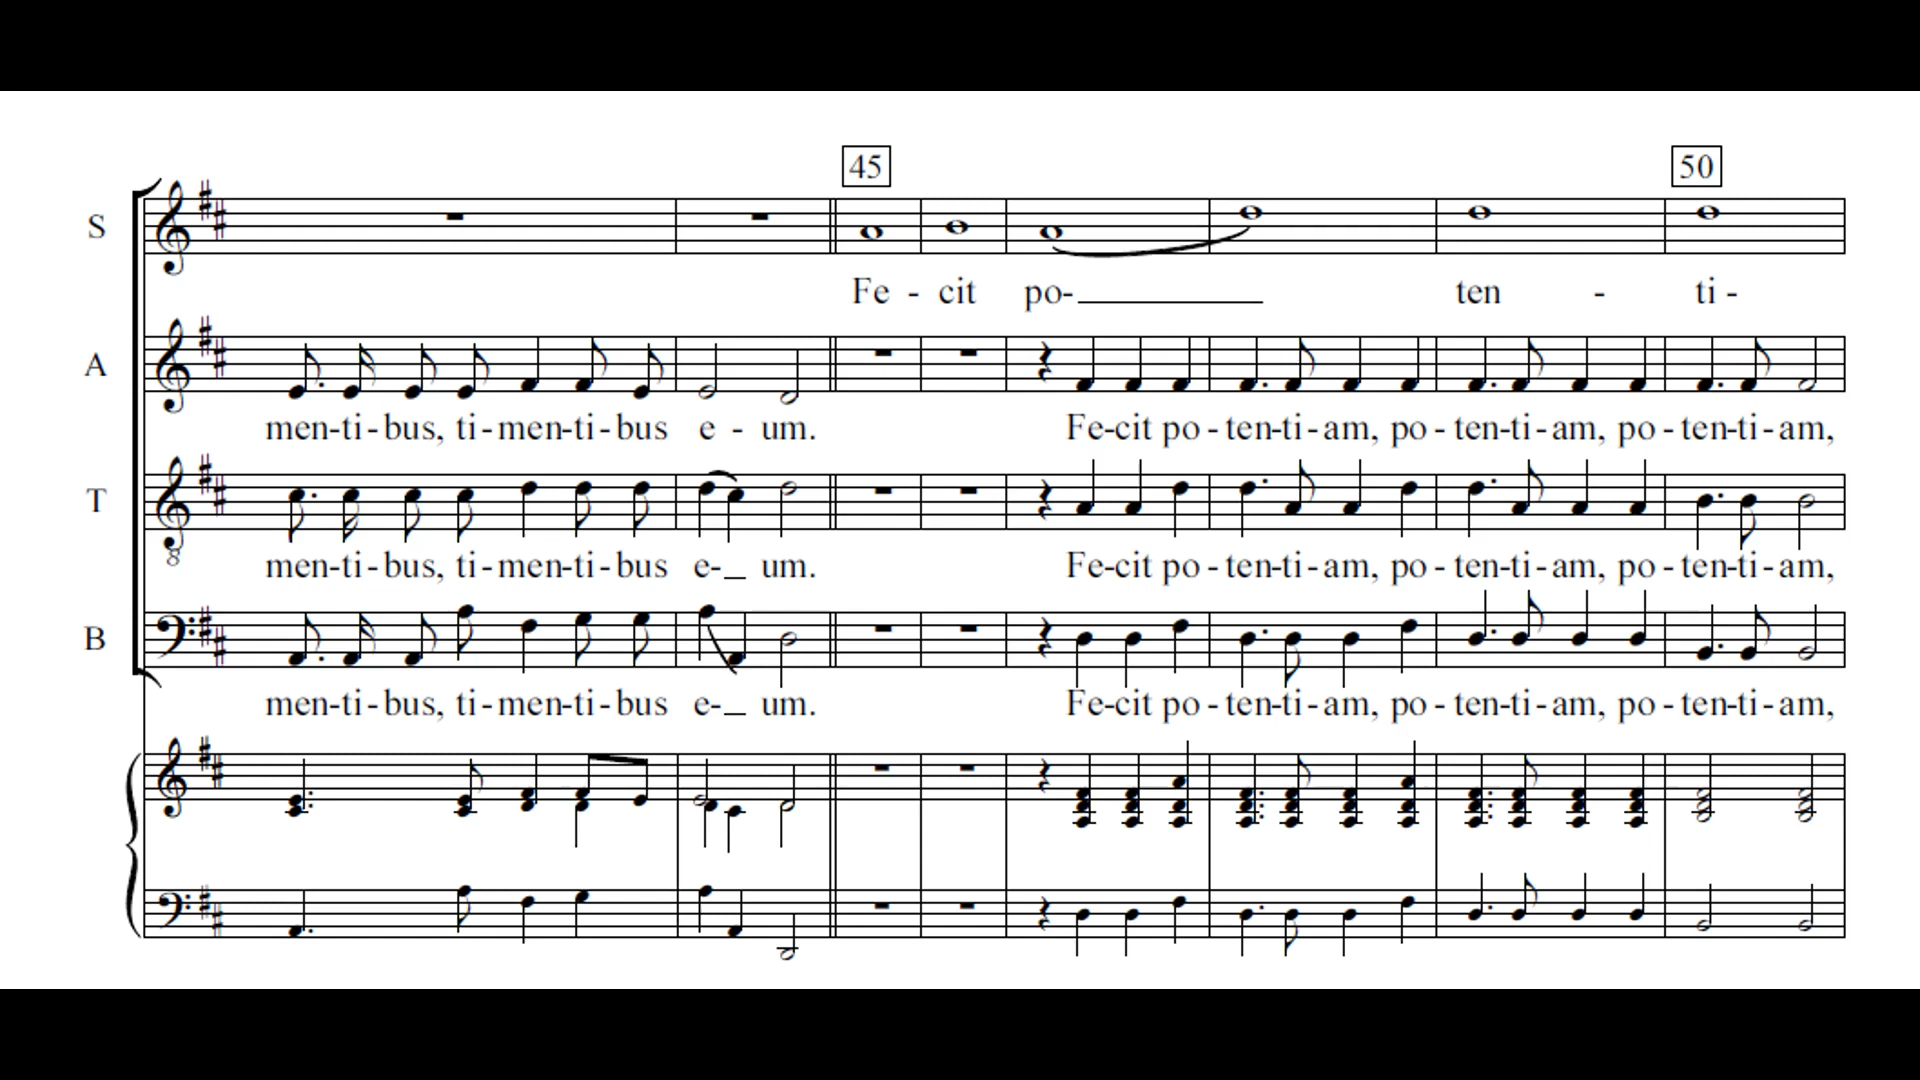 45 50
S
Fe - cit po- ten - ti -
A
men-ti-bus, ti-men-ti-bus e - um. Fe-cit po-ten-ti-am, po-ten-ti-am, po-ten-ti-am,
T
8
men-ti-bus, ti-men-ti-bus e- um. Fe-cit po-ten-ti-am, po-ten-ti-am, po-ten-ti-am,
B
men-ti-bus, ti-men-ti-bus e- um. Fe-cit po-ten-ti-am, po-ten-ti-am, po-ten-ti-am,